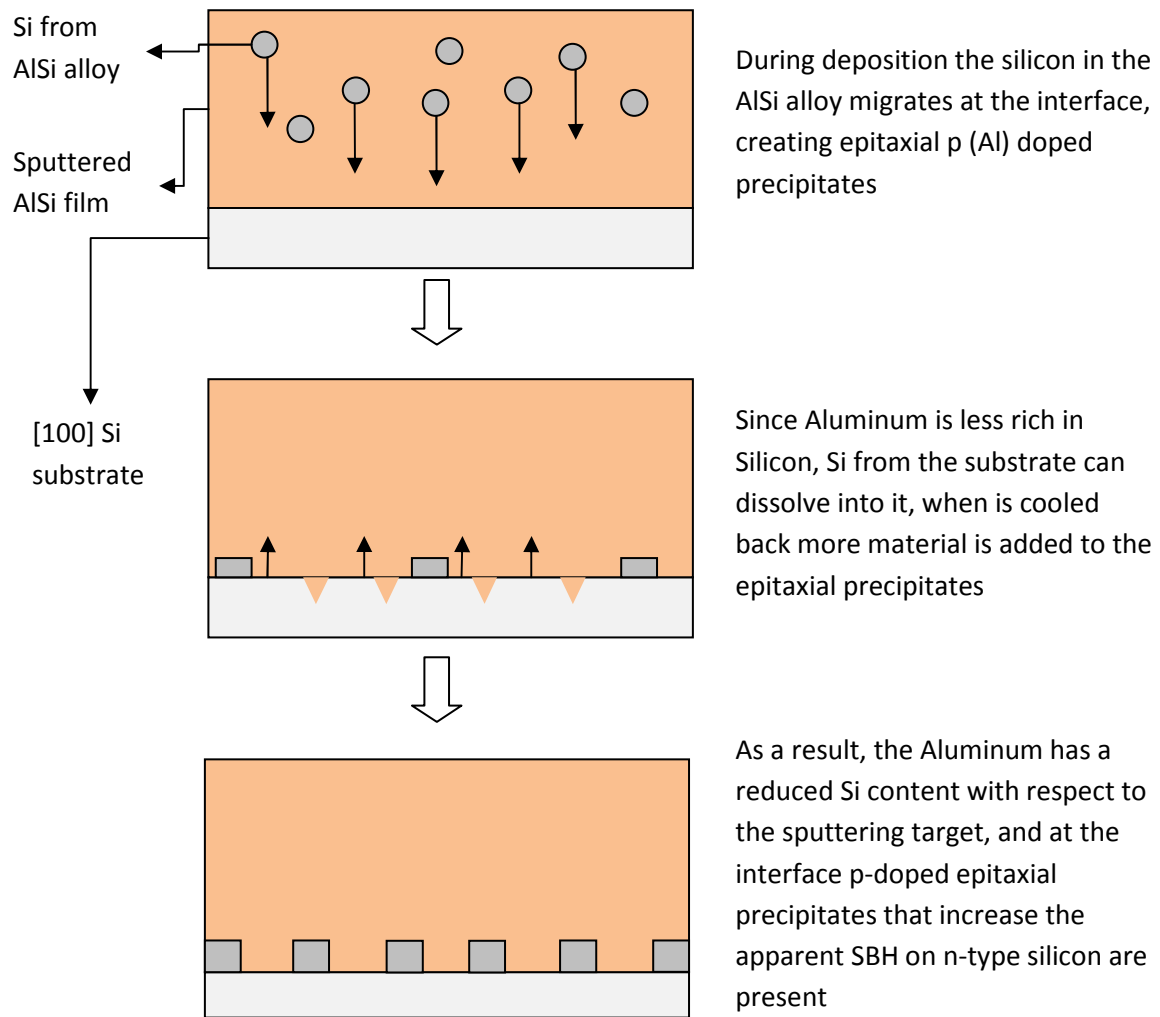 Si from
AlSi alloy
Sputtered
AlSi film
During deposition the silicon in the
AlSi alloy migrates at the interface,
creating epitaxial p (Al) doped
precipitates
[100] Si
substrate
Since Aluminum is less rich in
Silicon, Si from the substrate can
dissolve into it, when is cooled
back more material is added to the
epitaxial precipitates
As a result, the Aluminum has a
reduced Si content with respect to
the sputtering target, and at the
interface p-doped epitaxial
precipitates that increase the
apparent SBH on n-type silicon are
present